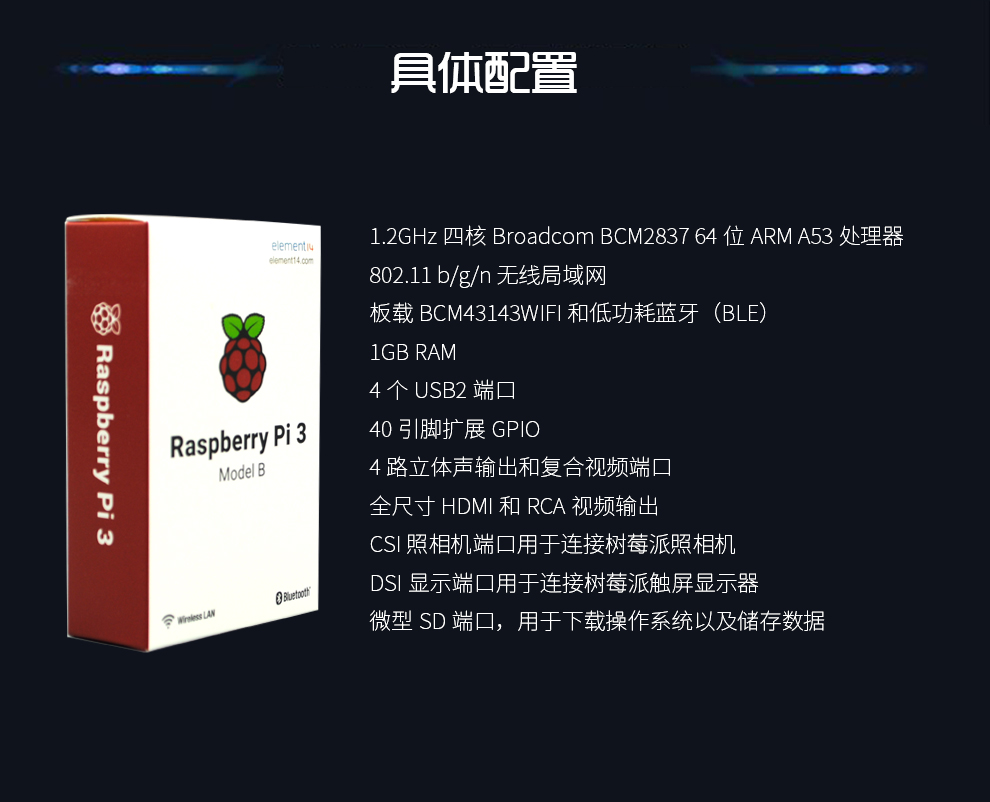 具体配置
element14
element14.com
Raspberry Pi 3
Raspberry Pi 3
Model B
Bluetooth
Wireless LAN
1.2GHz 四核 Broadcom BCM2837 64 位 ARM A53 处理器
802.11 b/g/n 无线局域网
板载 BCM43143WIFI 和低功耗蓝牙（BLE）
1GB RAM
4 个 USB2 端口
40 引脚扩展 GPIO
4 路立体声输出和复合视频端口
全尺寸 HDMI 和 RCA 视频输出
CSI 照相机端口用于连接树莓派照相机
DSI 显示端口用于连接树莓派触屏显示器
微型 SD 端口，用于下载操作系统以及储存数据